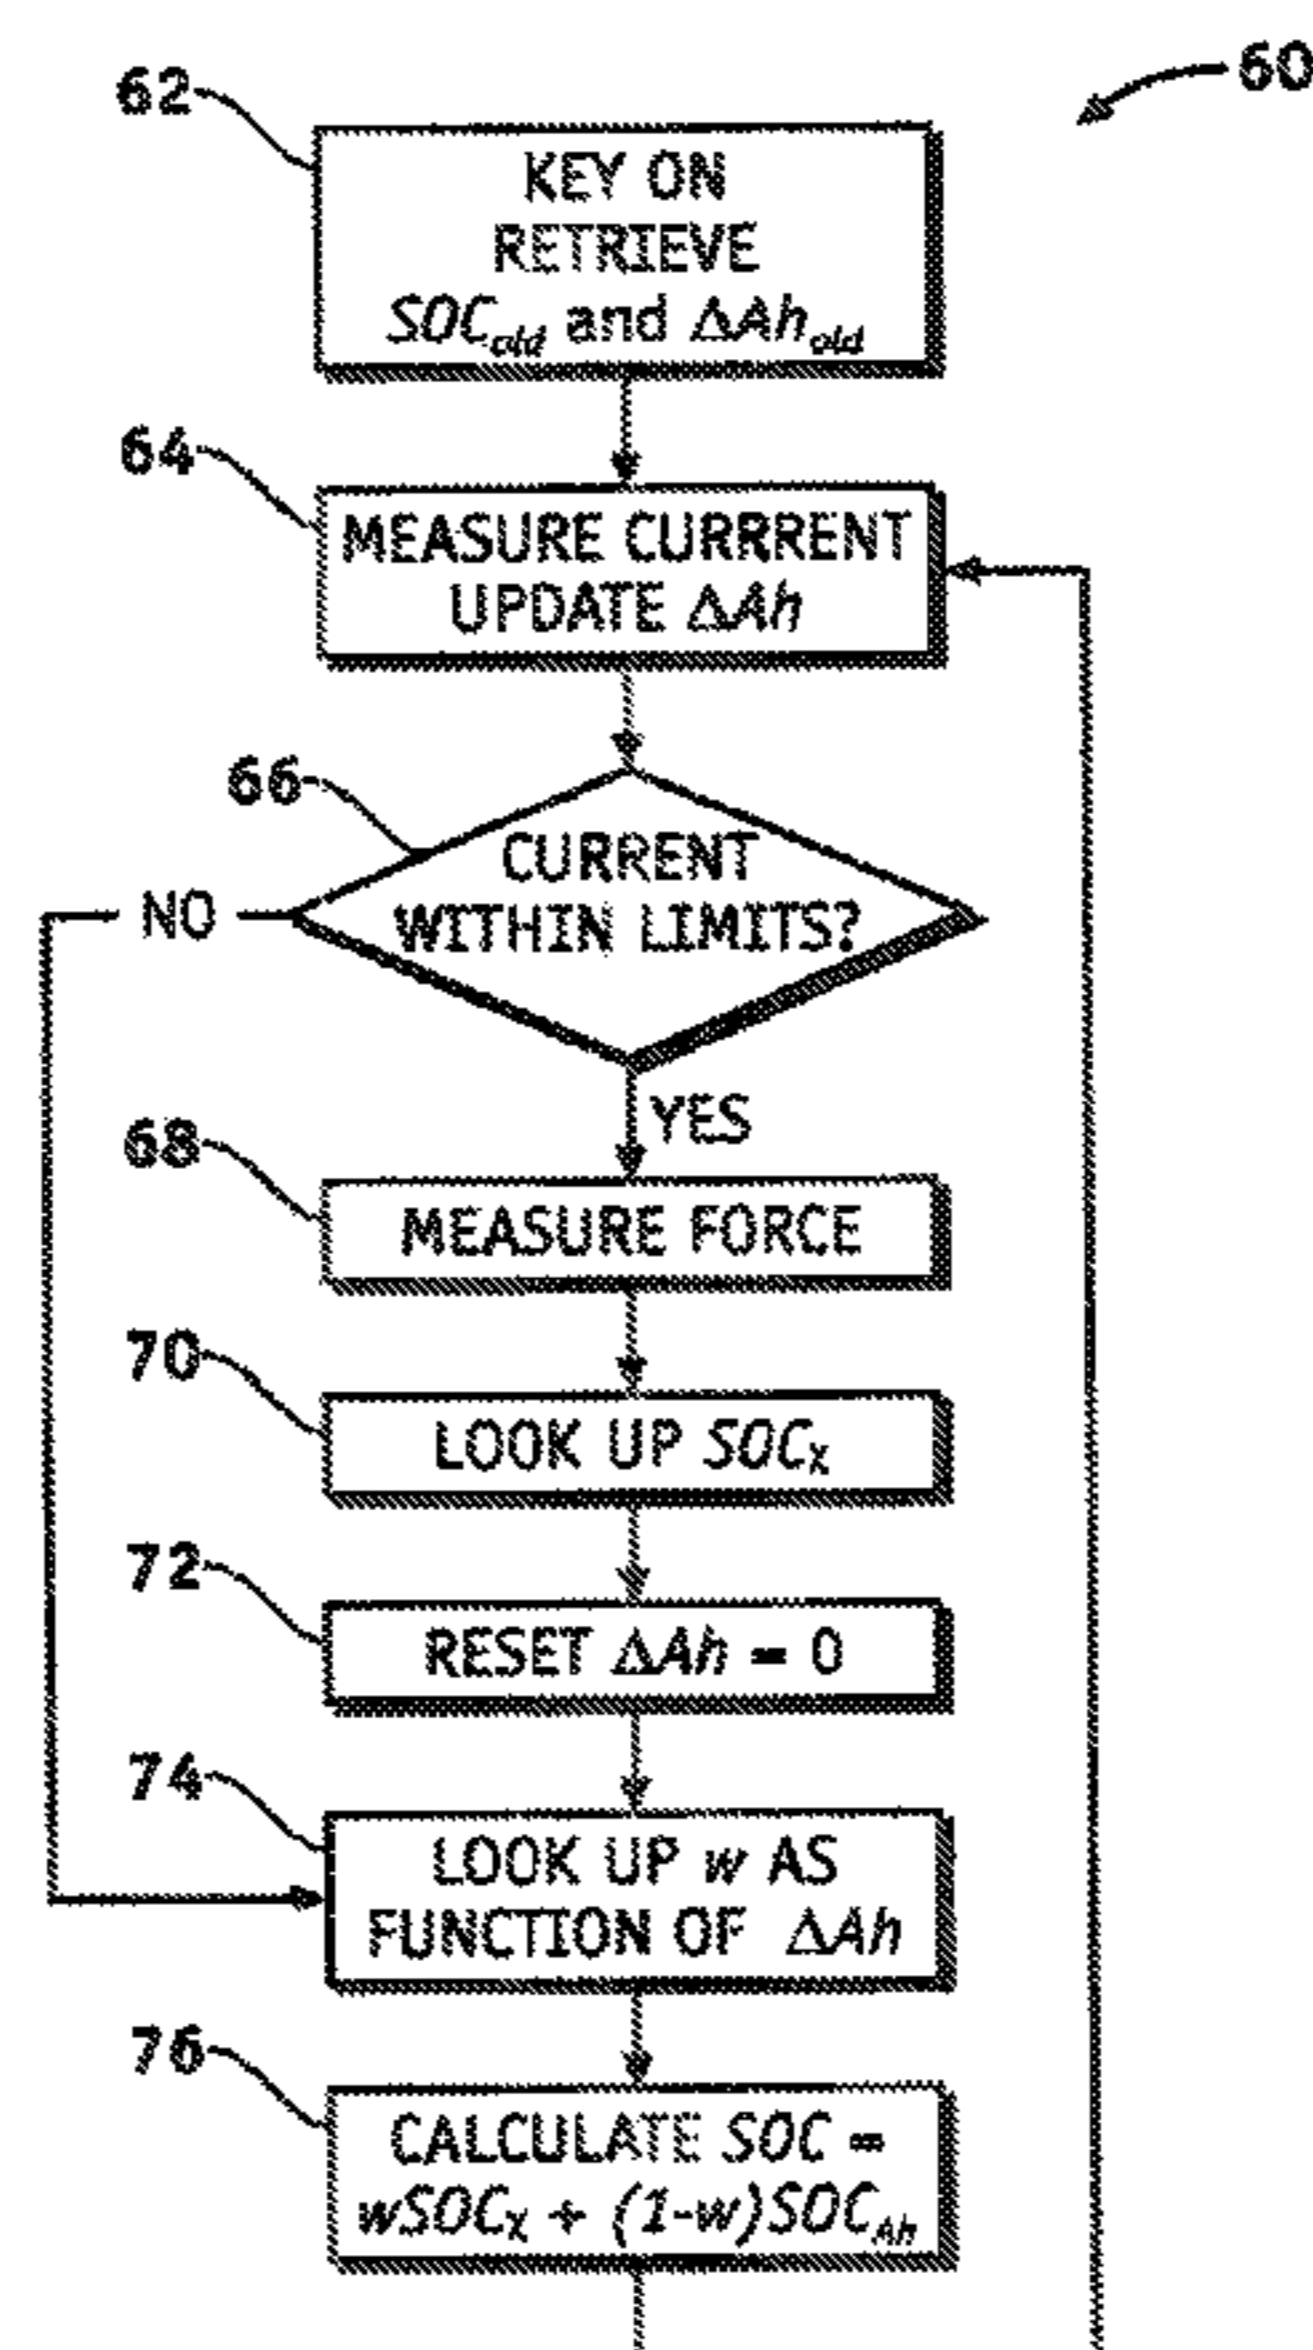 60
62
KEY ON
RETRIEVE
SOC_old and ΔAh_old
64
MEASURE CURRRENT
UPDATE ΔAh
66
CURRENT
WITHIN LIMITS?
NO
YES
68
MEASURE FORCE
70
LOOK UP SOCχ
72
RESET ΔAh = 0
74
LOOK UP w AS
FUNCTION OF ΔAh
76
CALCULATE SOC =
wSOCχ + (1-w)SOC_Ah